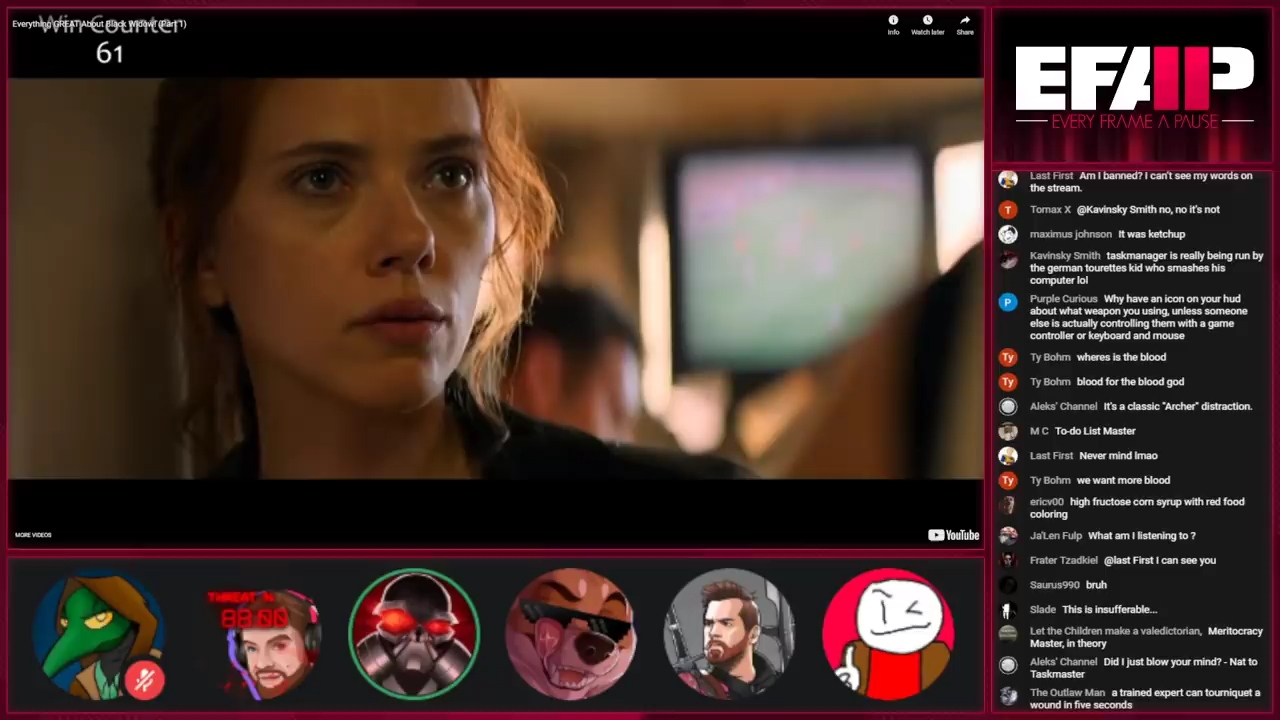 Everything GREAT About Black Widow! (Part 1)
Win Counter
61
Info
Watch later
Share
MORE VIDEOS
YouTube
THREAT %
88.00
EFAP
EVERY FRAME A PAUSE
Last First Am I banned? I can't see my words on
the stream.
Tomax X @Kavinsky Smith no, no it's not
maximus johnson It was ketchup
Kavinsky Smith taskmanager is really being run by
the german tourettes kid who smashes his
computer lol
Purple Curious Why have an icon on your hud
about what weapon you using, unless someone
else is actually controlling them with a game
controller or keyboard and mouse
Ty Bohm wheres is the blood
Ty Bohm blood for the blood god
Aleks' Channel It's a classic "Archer" distraction.
M C To-do List Master
Last First Never mind lmao
Ty Bohm we want more blood
ericv00 high fructose corn syrup with red food
coloring
Ja'Len Fulp What am I listening to ?
Frater Tzadkiel @last First I can see you
Saurus990 bruh
Slade This is insufferable...
Let the Children make a valedictorian, Meritocracy
Master, in theory
Aleks' Channel Did I just blow your mind? - Nat to
Taskmaster
The Outlaw Man a trained expert can tourniquet a
wound in five seconds